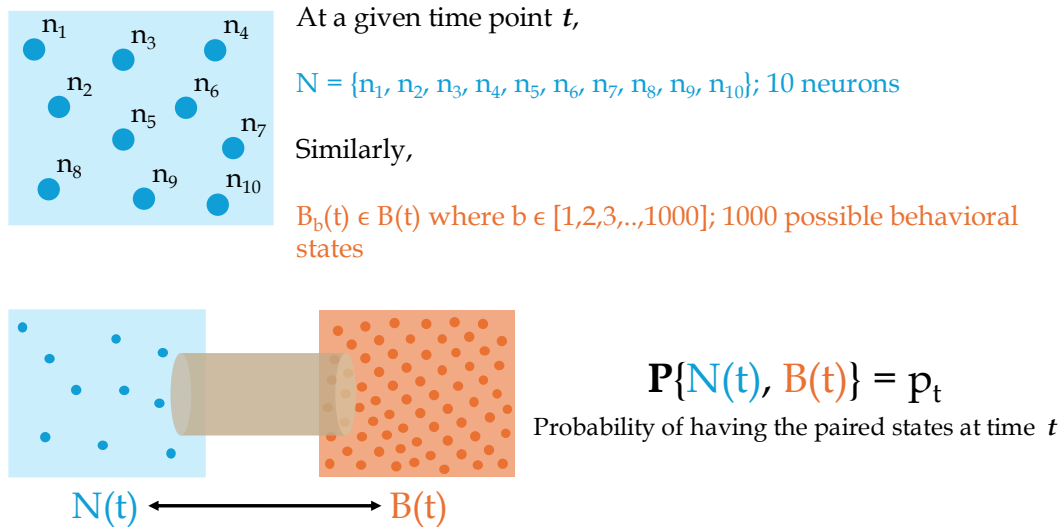 n₁
n₃
n₄
n₂
n₆
n₅
n₇
n₈
n₉
n₁₀
At a given time point t,
N = {n₁, n₂, n₃, n₄, n₅, n₆, n₇, n₈, n₉, n₁₀}; 10 neurons
Similarly,
B_b(t) ϵ B(t) where b ϵ [1,2,3,..,1000]; 1000 possible behavioral
states
P{N(t), B(t)} = pₜ
Probability of having the paired states at time t
N(t)
B(t)